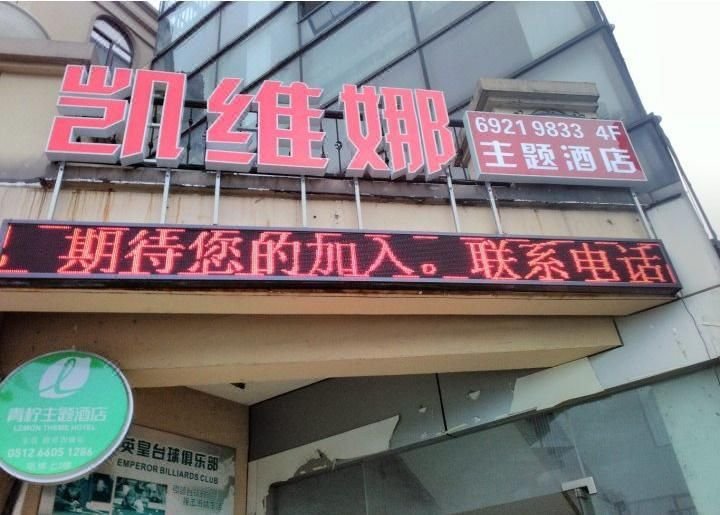 凯维娜
6921 9833 4F
主题酒店
期待您的加入。联系电话
青柠主题酒店
LEMON THEME HOTEL
0512 6605 1286
英皇台球俱乐部
EMPEROR BILLIARDS CLUB